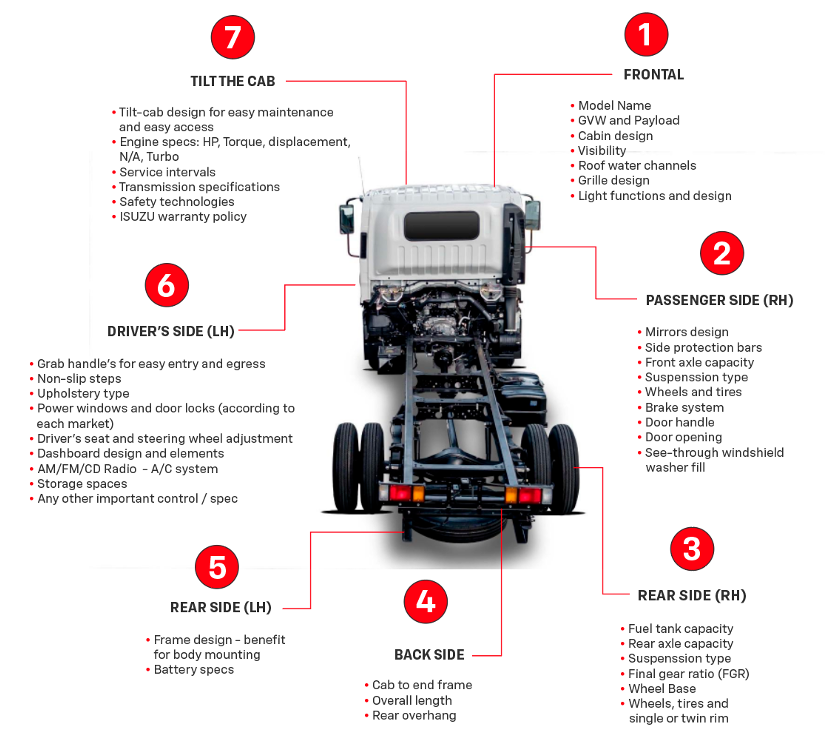 1
FRONTAL
• Model Name
• GVW and Payload
• Cabin design
• Visibility
• Roof water channels
• Grille design
• Light functions and design
2
PASSENGER SIDE (RH)
• Mirrors design
• Side protection bars
• Front axle capacity
• Suspenssion type
• Wheels and tires
• Brake system
• Door handle
• Door opening
• See-through windshield
washer fill
3
REAR SIDE (RH)
• Fuel tank capacity
• Rear axle capacity
• Suspenssion type
• Final gear ratio (FGR)
• Wheel Base
• Wheels, tires and
single or twin rim
4
BACK SIDE
• Cab to end frame
• Overall length
• Rear overhang
5
REAR SIDE (LH)
• Frame design - benefit
for body mounting
• Battery specs
6
DRIVER'S SIDE (LH)
• Grab handle's for easy entry and egress
• Non-slip steps
• Upholstery type
• Power windows and door locks (according to
each market)
• Driver's seat and steering wheel adjustment
• Dashboard design and elements
• AM/FM/CD Radio - A/C system
• Storage spaces
• Any other important control / spec
7
TILT THE CAB
• Tilt-cab design for easy maintenance
and easy access
• Engine specs: HP, Torque, displacement,
N/A, Turbo
• Service intervals
• Transmission specifications
• Safety technologies
• ISUZU warranty policy